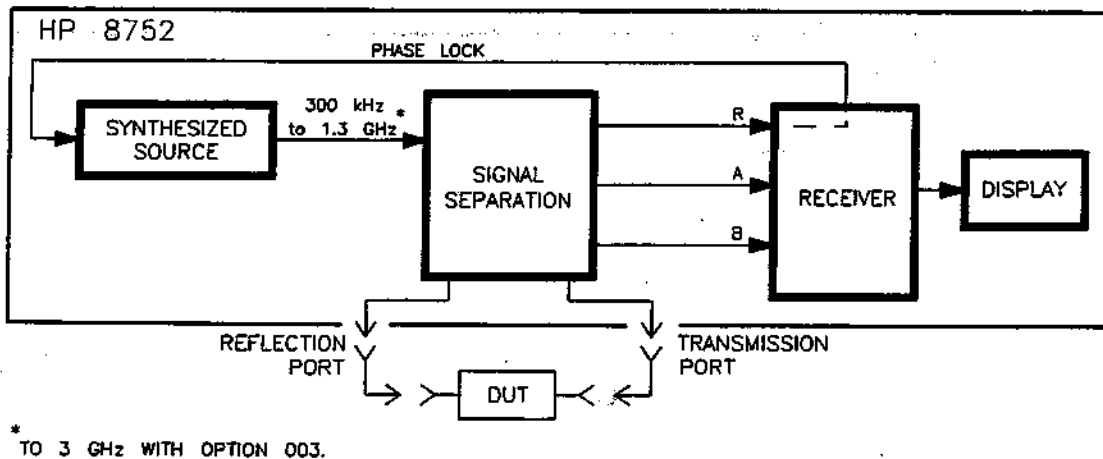 HP 8752
PHASE LOCK
SYNTHESIZED
SOURCE
300 kHz
to 1.3 GHz*
SIGNAL
SEPARATION
R
A
B
RECEIVER
DISPLAY
REFLECTION
PORT
TRANSMISSION
PORT
DUT
*
TO 3 GHz WITH OPTION 003.